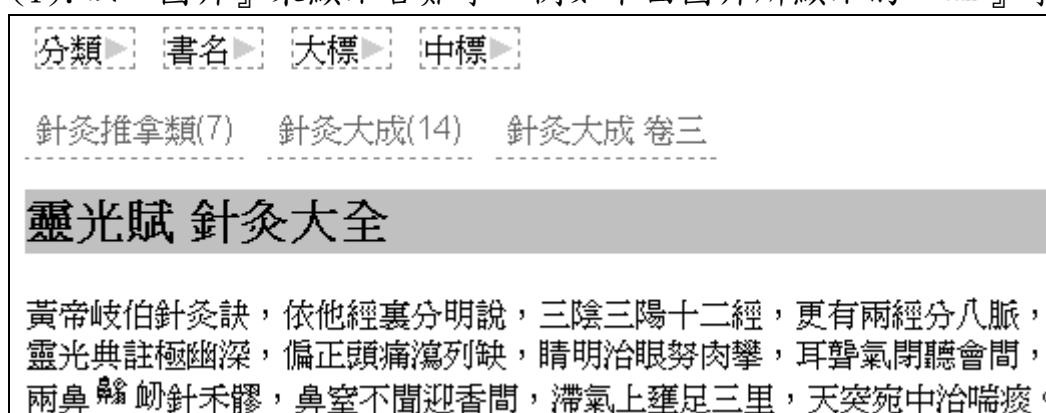 分類 書名 大標 中標
針灸推拿類(7) 針灸大成(14) 針灸大成 卷三
靈光賦 針灸大全
黃帝岐伯針灸訣，依他經裏分明說，三陰三陽十二經，更有兩經分八脈，
靈光典註極幽深，偏正頭痛瀉列缺，睛明治眼努肉攀，耳聾氣閉聽會間，
兩鼻 衂針禾髎，鼻窒不聞迎香間，滯氣上壅足三里，天突宛中治喘痰。